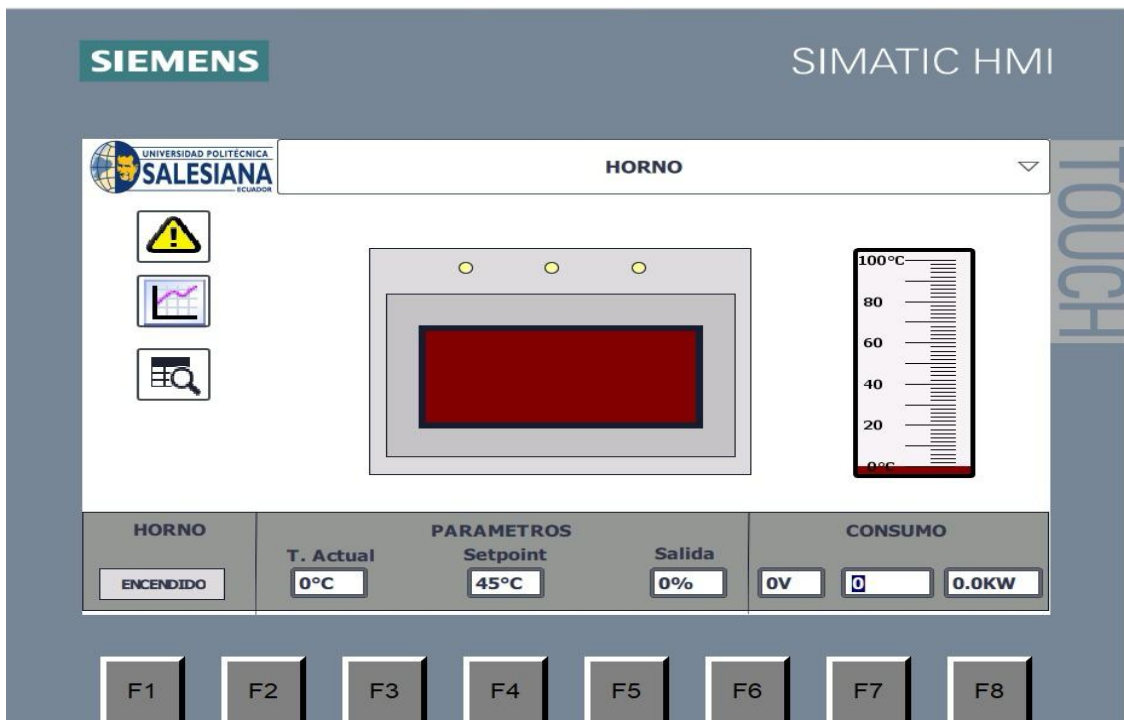 SIEMENS
SIMATIC HMI
TOUCH
UNIVERSIDAD POLITÉCNICA
SALESIANA
ECUADOR
HORNO
100°C
80
60
40
20
0°C
HORNO
PARAMETROS
CONSUMO
T. Actual
Setpoint
Salida
ENCENDIDO
0°C
45°C
0%
0V
0
0.0KW
F1
F2
F3
F4
F5
F6
F7
F8